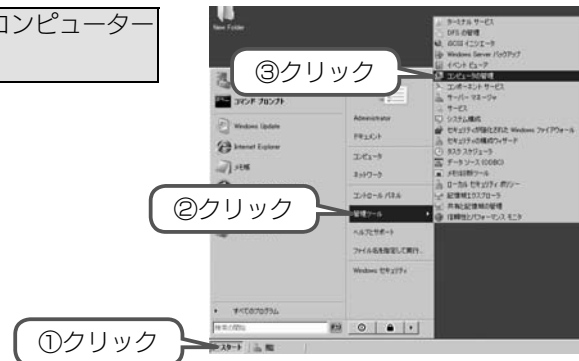 コンピューター
New Folder
③クリック
コマンド プロンプト
Windows Update
Internet Explorer
メモ帳
②クリック
すべてのプログラム
検索の開始
①クリック
スタート
Administrator
ドキュメント
コンピュータ
ネットワーク
コントロール パネル
管理ツール
ヘルプとサポート
ファイル名を指定して実行...
Windows セキュリティ
ターミナル サービス
DFS の管理
iSCSI イニシエータ
Windows Server バックアップ
イベント ビューア
コンピュータの管理
コンポーネント サービス
サーバー マネージャ
サービス
システム構成
セキュリティが強化された Windows ファイアウォール
セキュリティの構成ウィザード
タスク スケジューラ
データ ソース (ODBC)
メモリ診断ツール
ローカル セキュリティ ポリシー
記憶域エクスプローラ
共有と記憶域の管理
信頼性とパフォーマンス モニタ